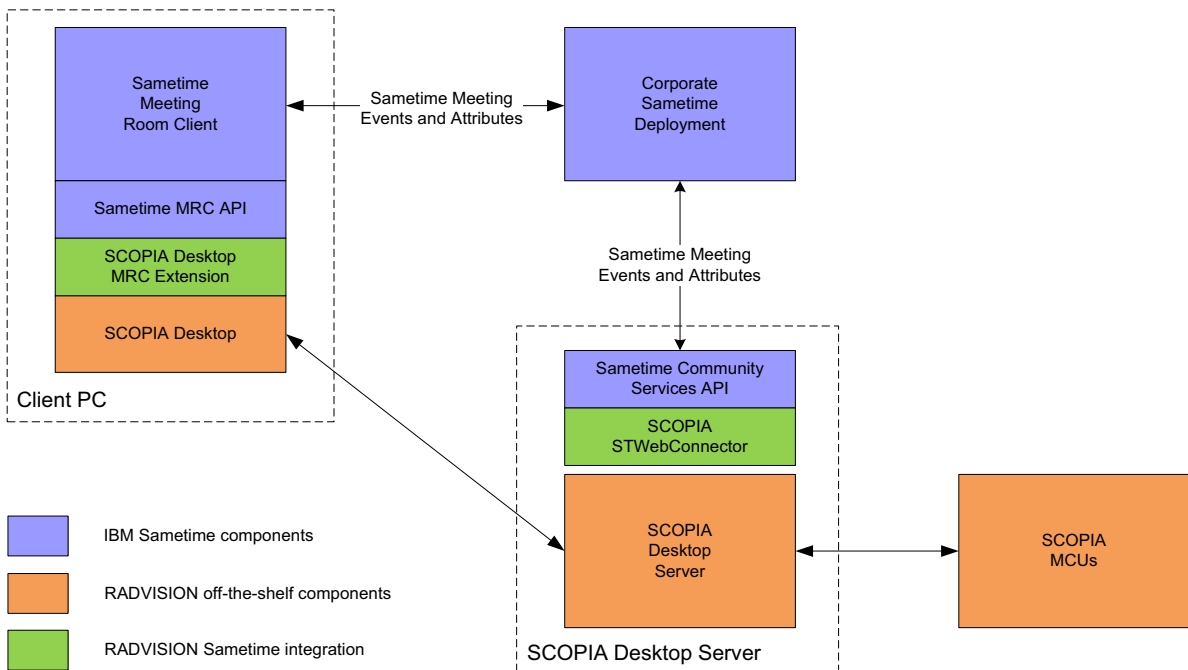 Sametime
Meeting
Room Client
Sametime MRC API
SCOPIA Desktop
MRC Extension
SCOPIA Desktop
Client PC
Sametime Meeting
Events and Attributes
Corporate
Sametime
Deployment
Sametime Meeting
Events and Attributes
Sametime Community
Services API
SCOPIA
STWebConnector
SCOPIA
Desktop
Server
SCOPIA Desktop Server
SCOPIA
MCUs
IBM Sametime components
RADVISION off-the-shelf components
RADVISION Sametime integration